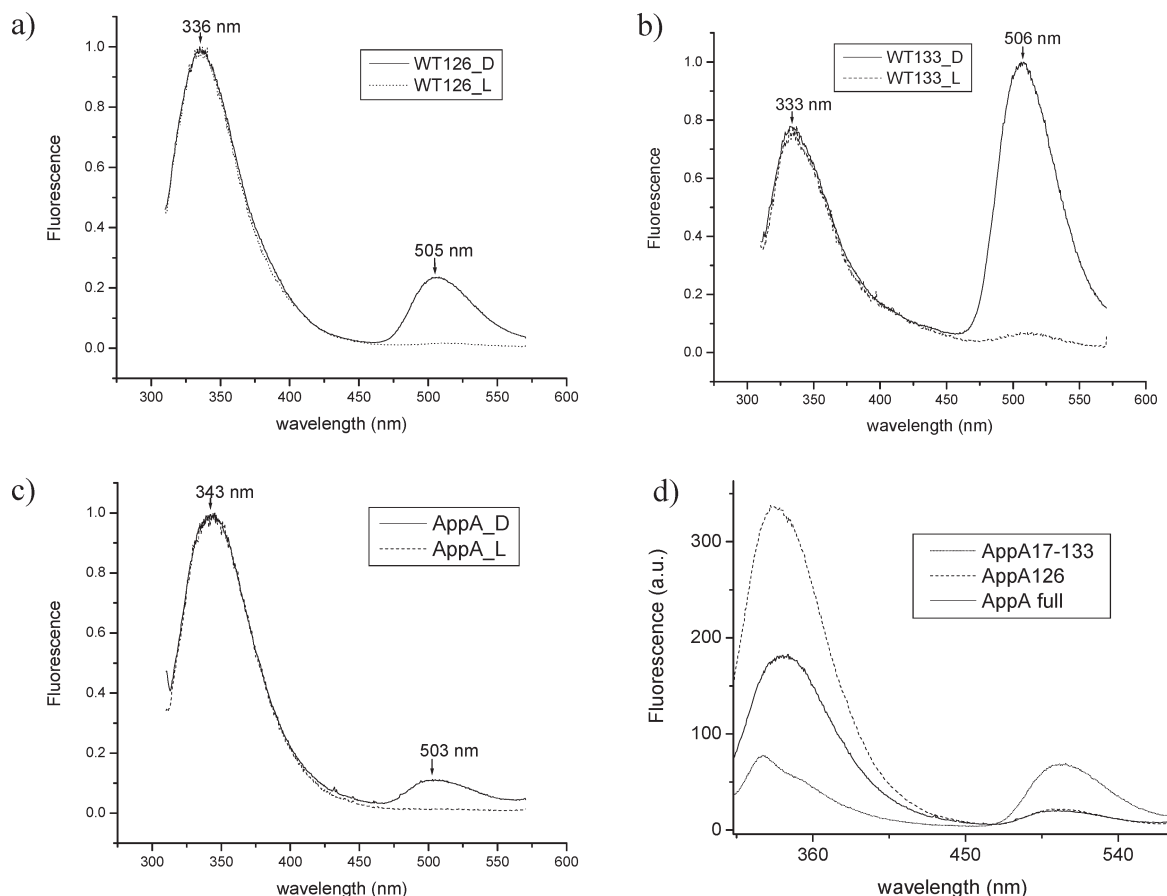 a)
336 nm
WT126_D
WT126_L
505 nm
1.0
0.8
0.6
0.4
0.2
0.0
Fluorescence
300 350 400 450 500 550 600
wavelength (nm)
b)
506 nm
WT133_D
WT133_L
333 nm
1.0
0.8
0.6
0.4
0.2
0.0
Fluorescence
300 350 400 450 500 550 600
wavelength (nm)
c)
343 nm
AppA_D
AppA_L
503 nm
1.0
0.8
0.6
0.4
0.2
0.0
Fluorescence
300 350 400 450 500 550 600
wavelength (nm)
d)
AppA17-133
AppA126
AppA full
300
200
100
0
Fluorescence (a.u.)
360 450 540
wavelength (nm)